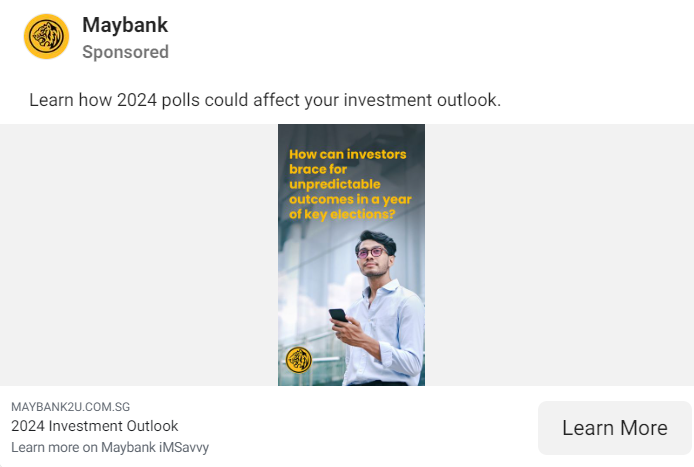 Maybank
Sponsored
Learn how 2024 polls could affect your investment outlook.
How can investors
brace for
unpredictable
outcomes in a year
of key elections?
MAYBANK2U.COM.SG
2024 Investment Outlook
Learn more on Maybank iMSavvy
Learn More